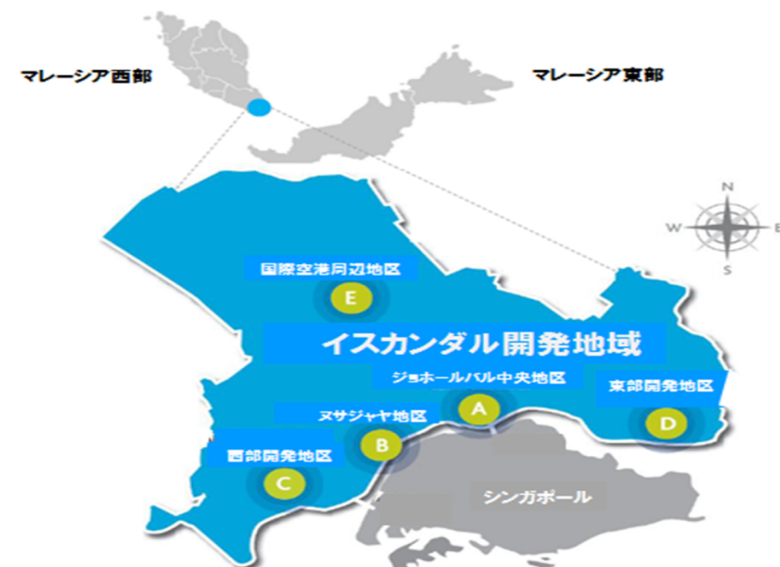 マレーシア西部
マレーシア東部
N
W
E
S
国際空港周辺地区
E
イスカンダル開発地域
ジョホールバル中央地区
A
東部開発地区
D
ヌサジャヤ地区
B
西部開発地区
C
シンガポール